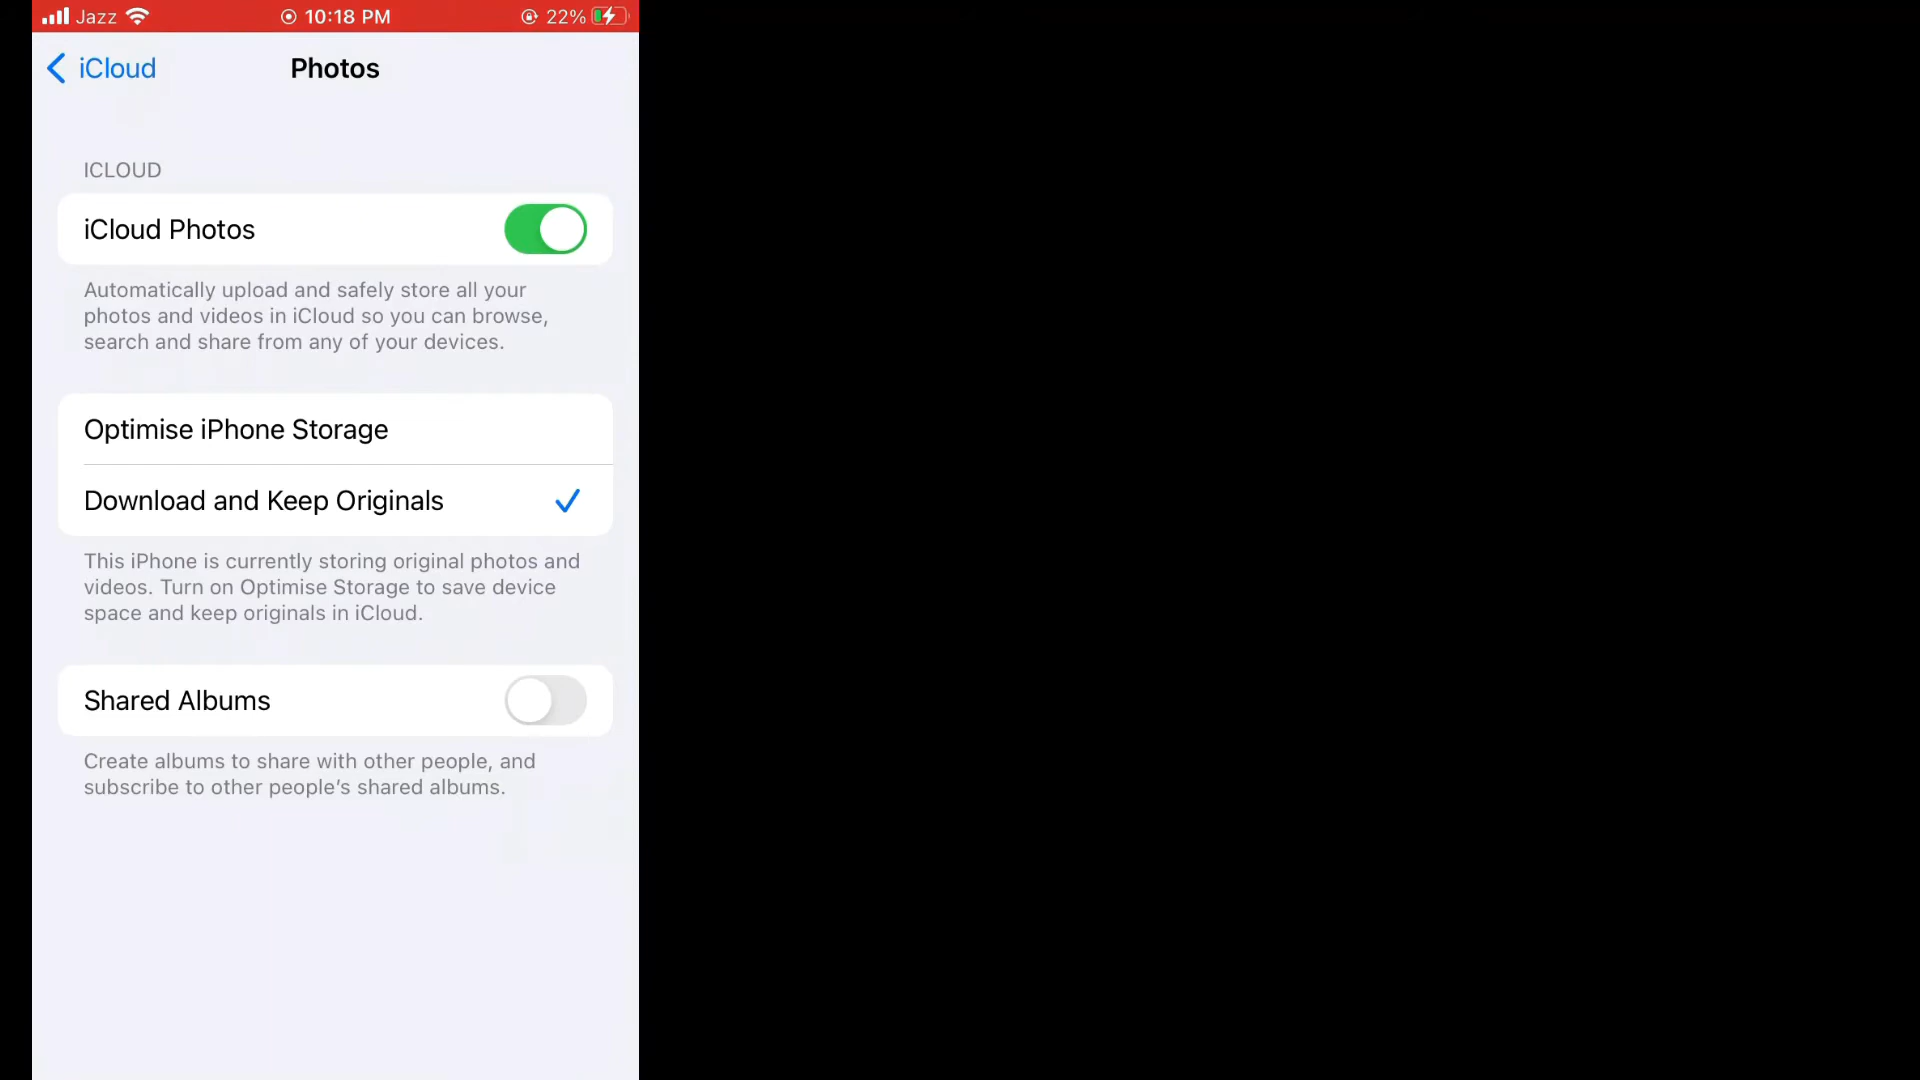 Jazz 10:18 PM 22%
iCloud Photos
ICLOUD
iCloud Photos
Automatically upload and safely store all your
photos and videos in iCloud so you can browse,
search and share from any of your devices.
Optimise iPhone Storage
Download and Keep Originals
This iPhone is currently storing original photos and
videos. Turn on Optimise Storage to save device
space and keep originals in iCloud.
Shared Albums
Create albums to share with other people, and
subscribe to other people’s shared albums.